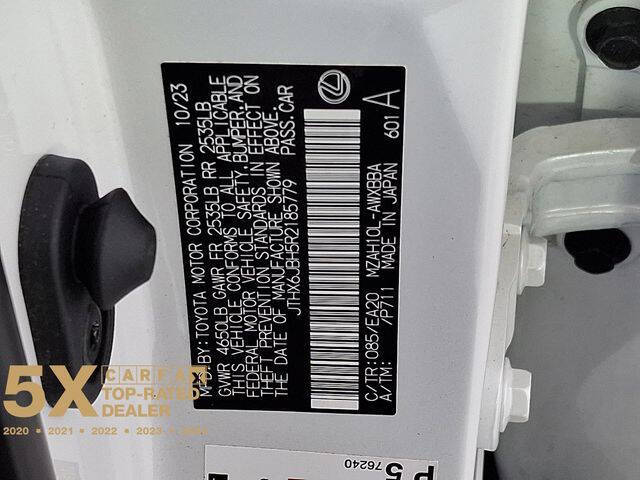 MFD.BY:TOYOTA MOTOR CORPORATION 10/23
GVWR 4650LB GAWR FR 2535LB RR 2535LB
THIS VEHICLE CONFORMS TO ALL APPLICABLE
FEDERAL MOTOR VEHICLE SAFETY, BUMPER AND
THEFT PREVENTION STANDARDS IN EFFECT ON
THE DATE OF MANUFACTURE SHOWN ABOVE.
JTHX6JBH5R2185779 PASS.CAR
C/TR:085/EA20 MZAH10L-AWXBBA
A/TM: /P711 MADE IN JAPAN
601 A
5X CARFAX
TOP-RATED
DEALER
2020 2021 2022 2023
76240